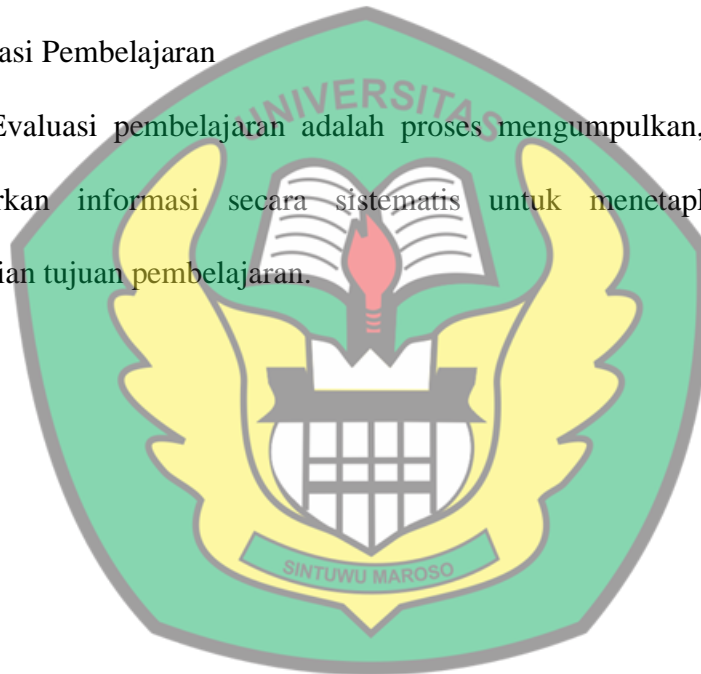 asi Pembelajaran
Evaluasi pembelajaran adalah proses mengumpulkan,
rkan informasi secara sistematis untuk menetapk
ian tujuan pembelajaran.
UNIVERSITAS
SINTUWU MAROSO